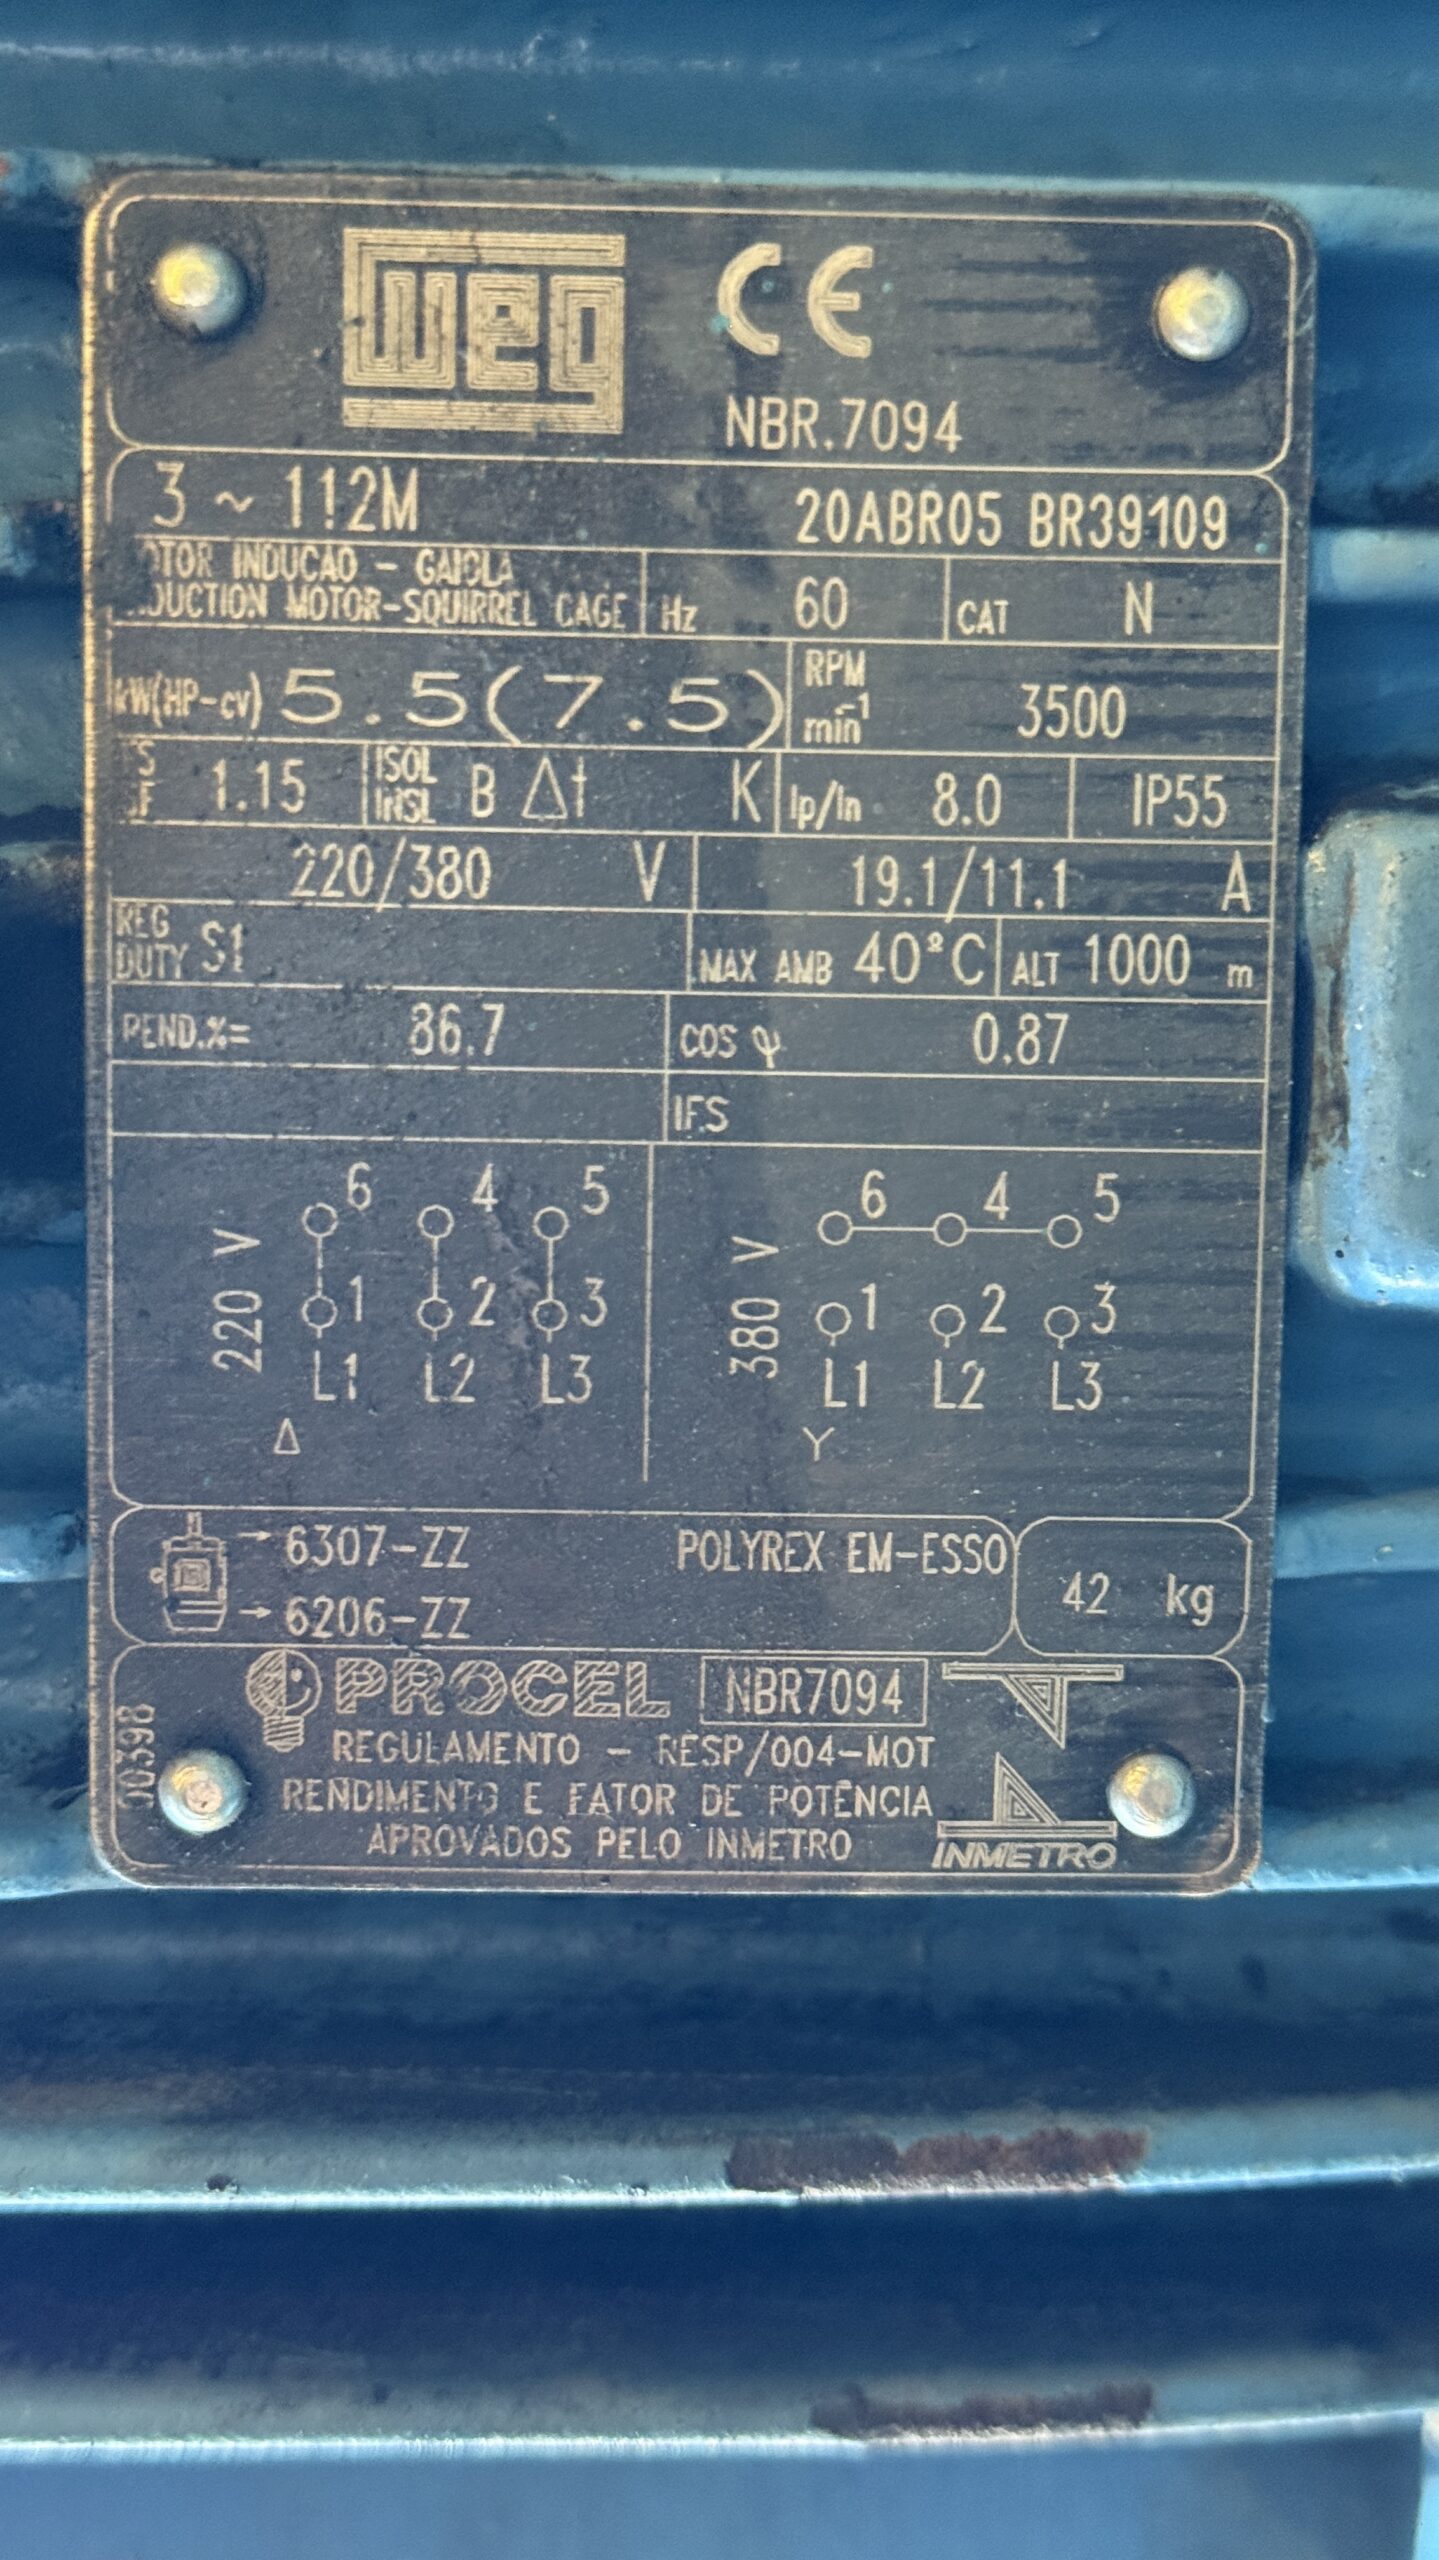 WEG CE
NBR.7094
3 ~ 112M 20ABR05 BR39109
OTOR INDUCAO - GAIOLA
DUCTION MOTOR-SQUIRREL CAGE Hz 60 CAT N
kW(HP-cv) 5.5(7.5) RPM min-1 3500
1.15 ISOL INSL B Δt K Ip/In 8.0 IP55
220/380 V 19.1/11.1 A
REG DUTY S1 MAX AMB 40°C ALT 1000 m
REND.%= 86.7 COS φ 0.87
I.F.S
6 4 5 6 4 5
220 V 1 2 3 380 V 1 2 3
L1 L2 L3 L1 L2 L3
Δ Y
6307-ZZ POLYREX EM-ESSO
6206-ZZ 42 kg
PROCEL NBR7094
00398
REGULAMENTO - RESP/004-MOT
RENDIMENTO E FATOR DE POTÊNCIA
APROVADOS PELO INMETRO INMETRO